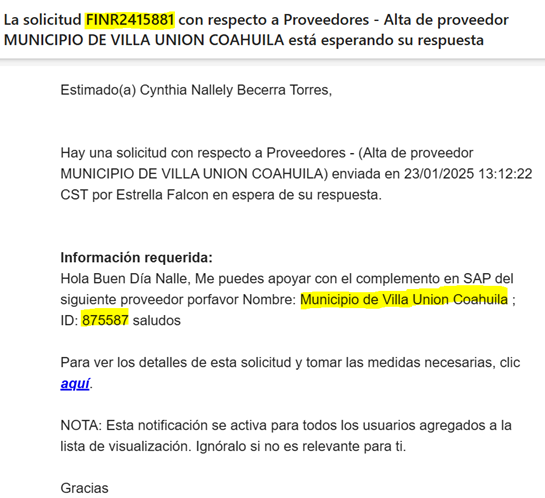 La solicitud FINR2415881 con respecto a Proveedores - Alta de proveedor
MUNICIPIO DE VILLA UNION COAHUILA está esperando su respuesta
Estimado(a) Cynthia Nallely Becerra Torres,
Hay una solicitud con respecto a Proveedores - (Alta de proveedor
MUNICIPIO DE VILLA UNION COAHUILA) enviada en 23/01/2025 13:12:22
CST por Estrella Falcon en espera de su respuesta.
Información requerida:
Hola Buen Día Nalle, Me puedes apoyar con el complemento en SAP del
siguiente proveedor porfavor Nombre: Municipio de Villa Union Coahuila ;
ID: 875587 saludos
Para ver los detalles de esta solicitud y tomar las medidas necesarias, clic
aquí.
NOTA: Esta notificación se activa para todos los usuarios agregados a la
lista de visualización. Ignóralo si no es relevante para ti.
Gracias